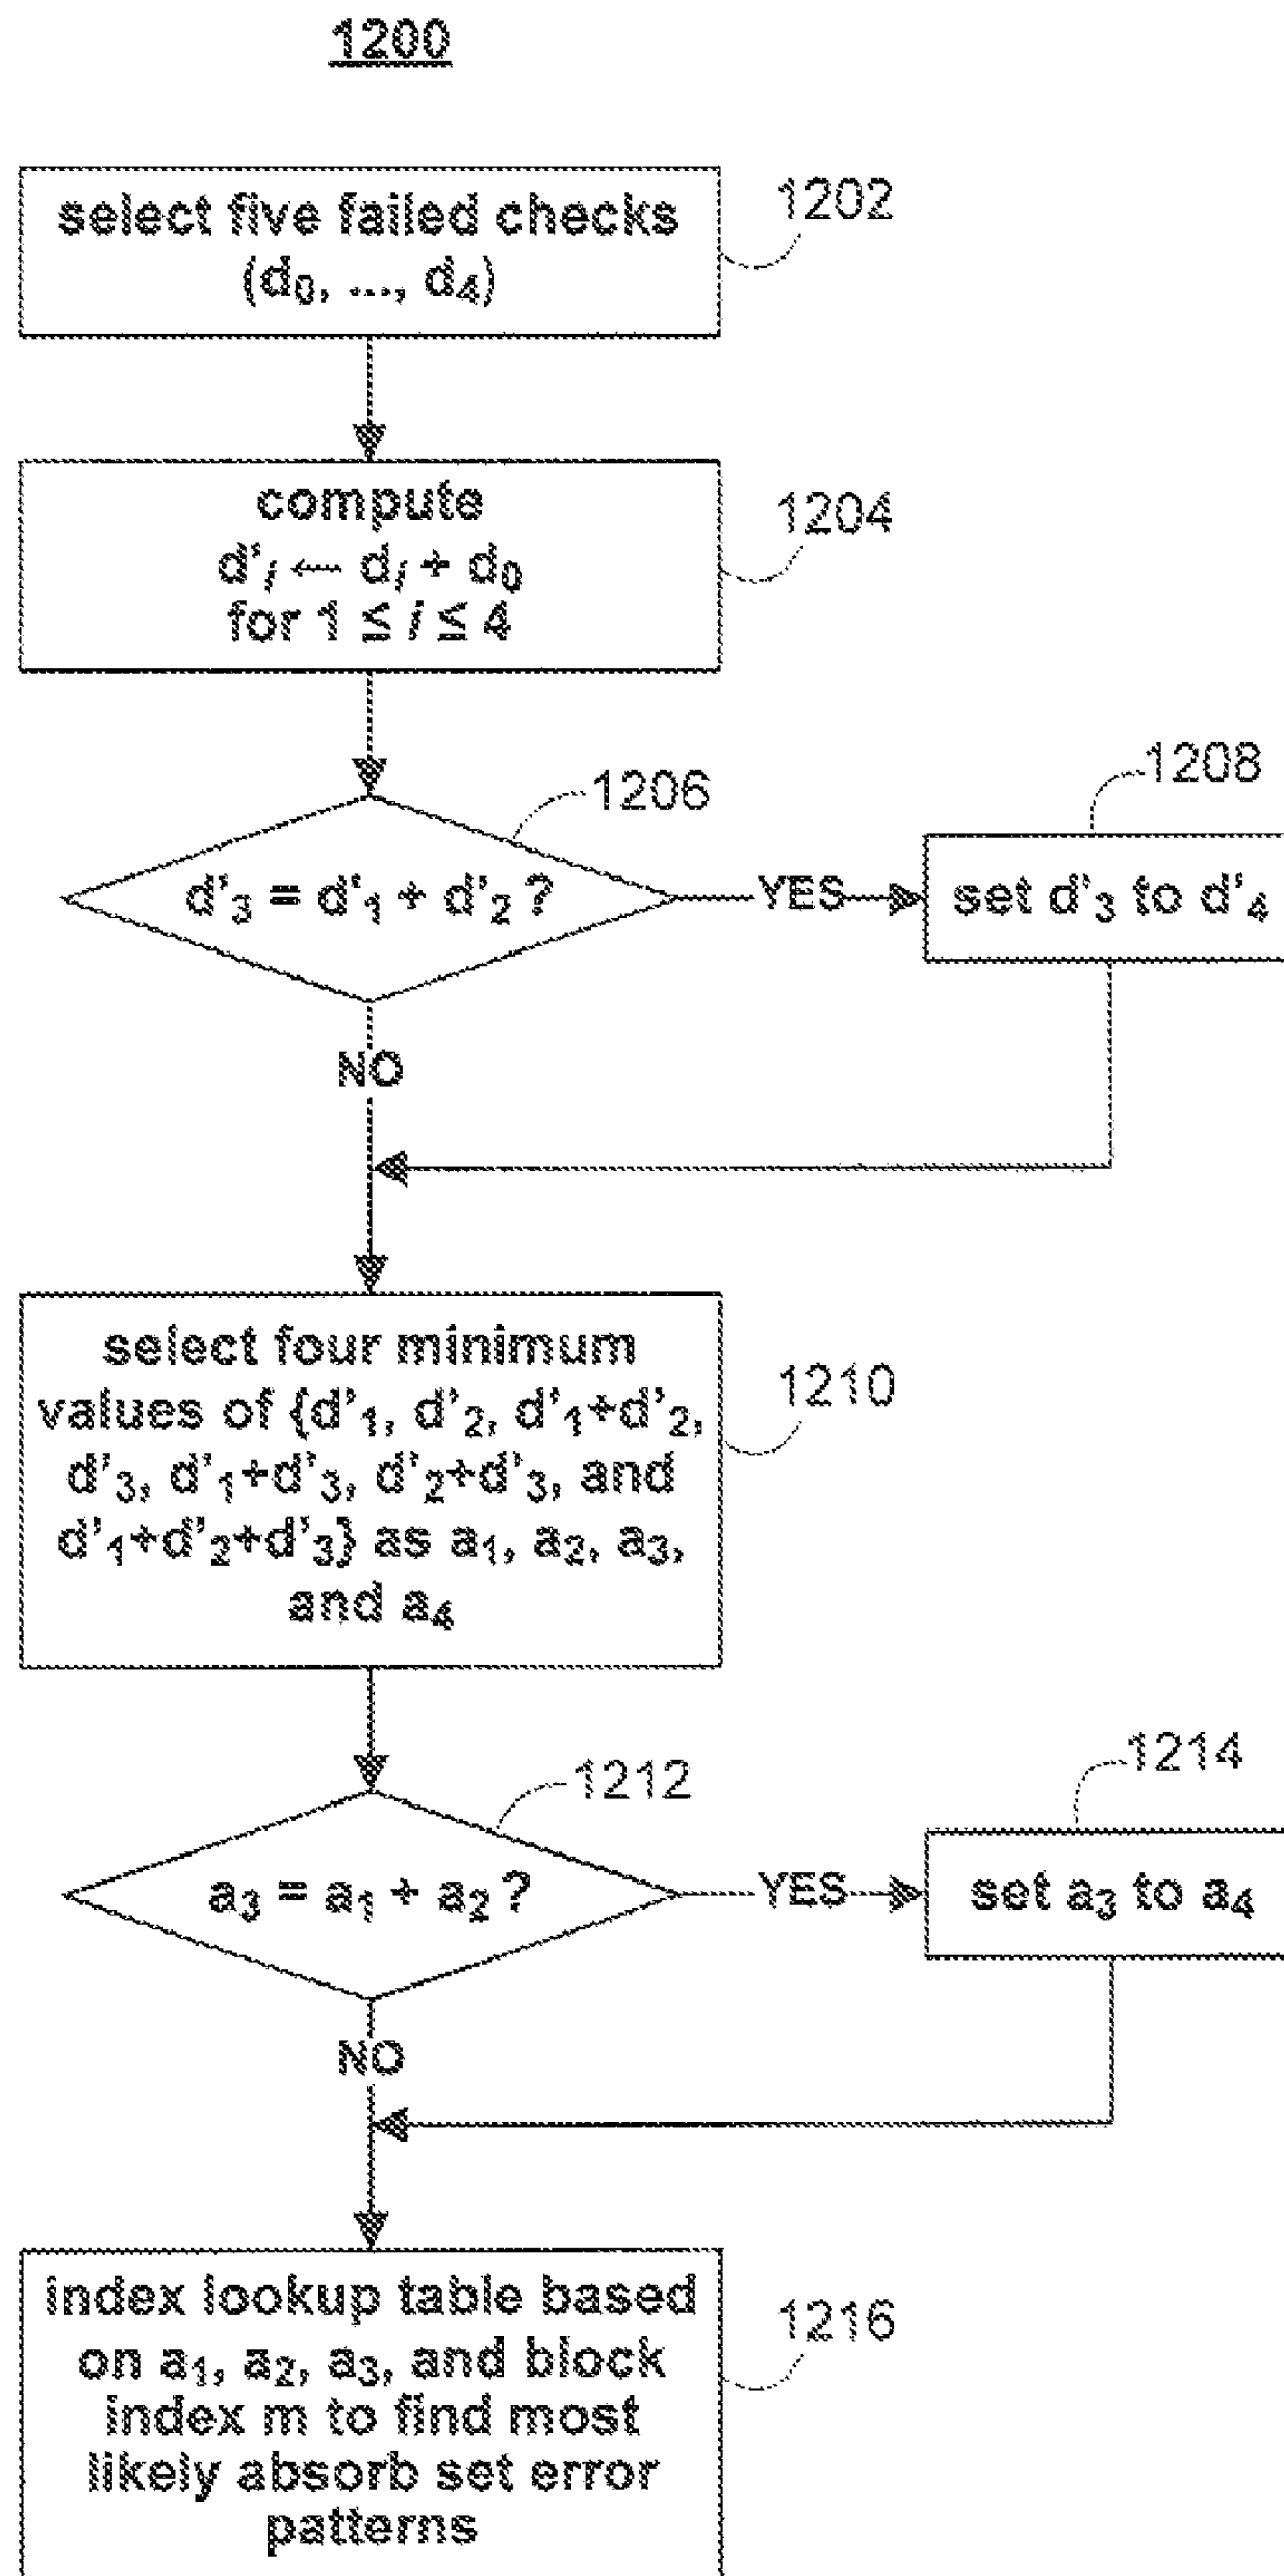 1200
select five failed checks
(d₀, ..., d₄)
1202
compute
d'ᵢ ← dᵢ + d₀
for 1 ≤ i ≤ 4
1204
1206
d'₃ = d'₁ + d'₂ ?
YES
1208
set d'₃ to d'₄
NO
select four minimum
values of {d'₁, d'₂, d'₁+d'₂,
d'₃, d'₁+d'₃, d'₂+d'₃, and
d'₁+d'₂+d'₃} as a₁, a₂, a₃,
and a₄
1210
1212
a₃ = a₁ + a₂ ?
YES
1214
set a₃ to a₄
NO
index lookup table based
on a₁, a₂, a₃, and block
index m to find most
likely absorb set error
patterns
1216